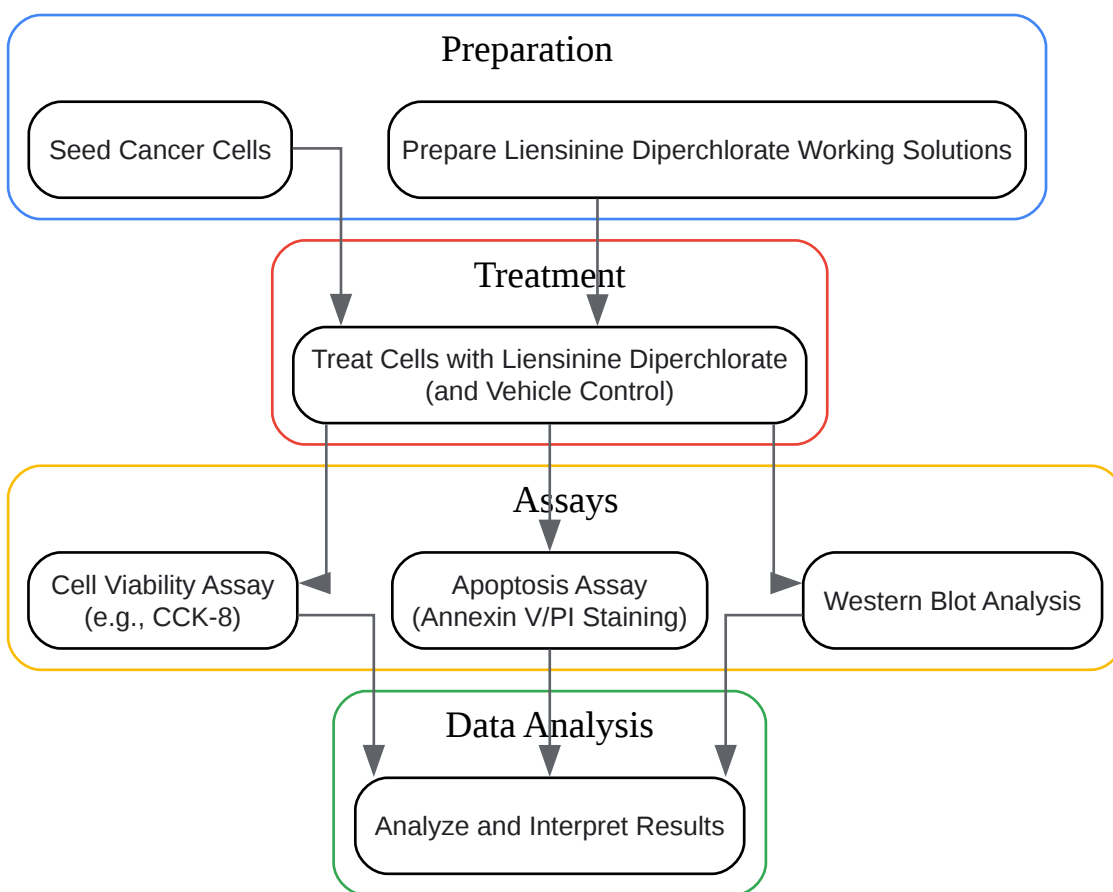 Preparation
Seed Cancer Cells
Prepare Liensinine Diperchlorate Working Solutions
Treatment
Treat Cells with Liensinine Diperchlorate
(and Vehicle Control)
Assays
Cell Viability Assay
(e.g., CCK-8)
Apoptosis Assay
(Annexin V/PI Staining)
Western Blot Analysis
Data Analysis
Analyze and Interpret Results